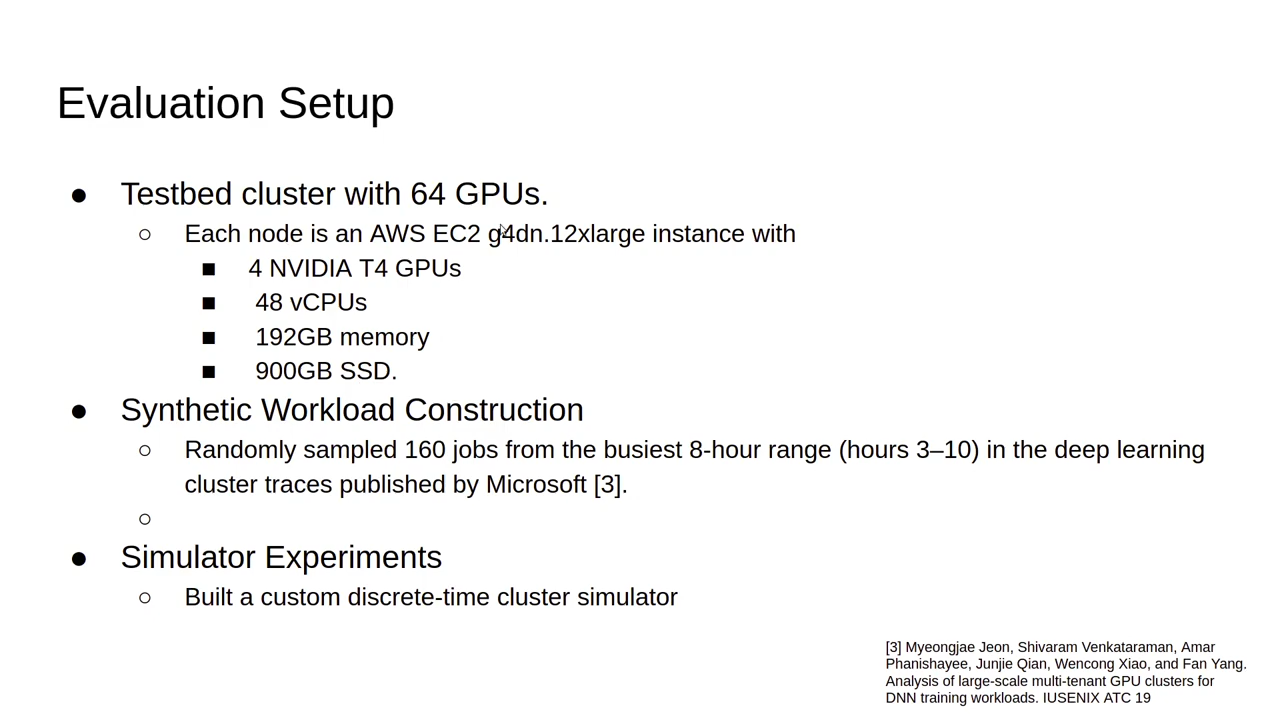 Evaluation Setup
● Testbed cluster with 64 GPUs.
○ Each node is an AWS EC2 g4dn.12xlarge instance with
■ 4 NVIDIA T4 GPUs
■ 48 vCPUs
■ 192GB memory
■ 900GB SSD.
● Synthetic Workload Construction
○ Randomly sampled 160 jobs from the busiest 8-hour range (hours 3–10) in the deep learning
cluster traces published by Microsoft [3].
○
● Simulator Experiments
○ Built a custom discrete-time cluster simulator
[3] Myeongjae Jeon, Shivaram Venkataraman, Amar
Phanishayee, Junjie Qian, Wencong Xiao, and Fan Yang.
Analysis of large-scale multi-tenant GPU clusters for
DNN training workloads. IUSENIX ATC 19